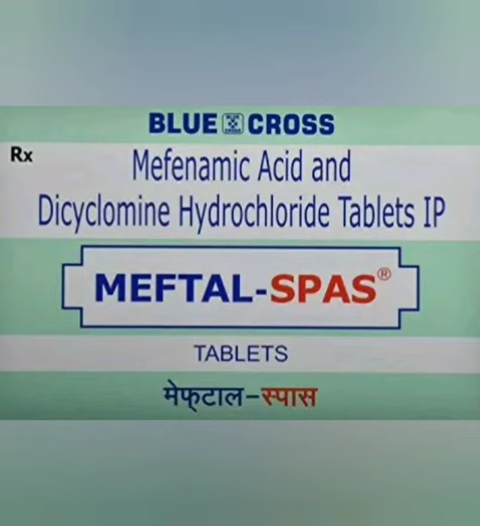 BLUE CROSS
Rx
Mefenamic Acid and
Dicyclomine Hydrochloride Tablets IP
MEFTAL-SPAS®
TABLETS
मेफ्टाल-स्पास